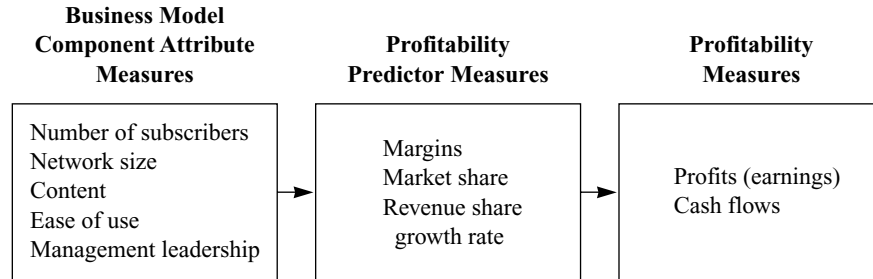 Business Model
Component Attribute
Measures
Number of subscribers
Network size
Content
Ease of use
Management leadership
Profitability
Predictor Measures
Margins
Market share
Revenue share
growth rate
Profitability
Measures
Profits (earnings)
Cash flows